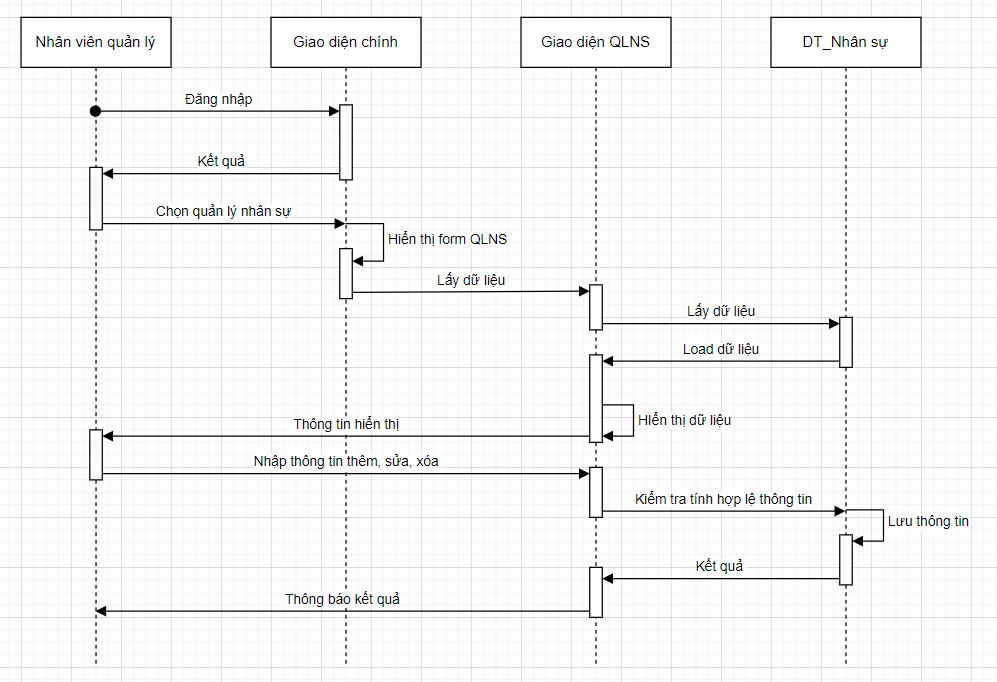 Nhân viên quản lý
Giao diện chính
Giao diện QLNS
DT_Nhân sự
Đăng nhập
Kết quả
Chọn quản lý nhân sự
Hiển thị form QLNS
Lấy dữ liệu
Lấy dữ liệu
Load dữ liệu
HIển thị dữ liệu
Thông tin hiển thị
Nhập thông tin thêm, sửa, xóa
Kiểm tra tính hợp lệ thông tin
Lưu thông tin
Kết quả
Thông báo kết quả